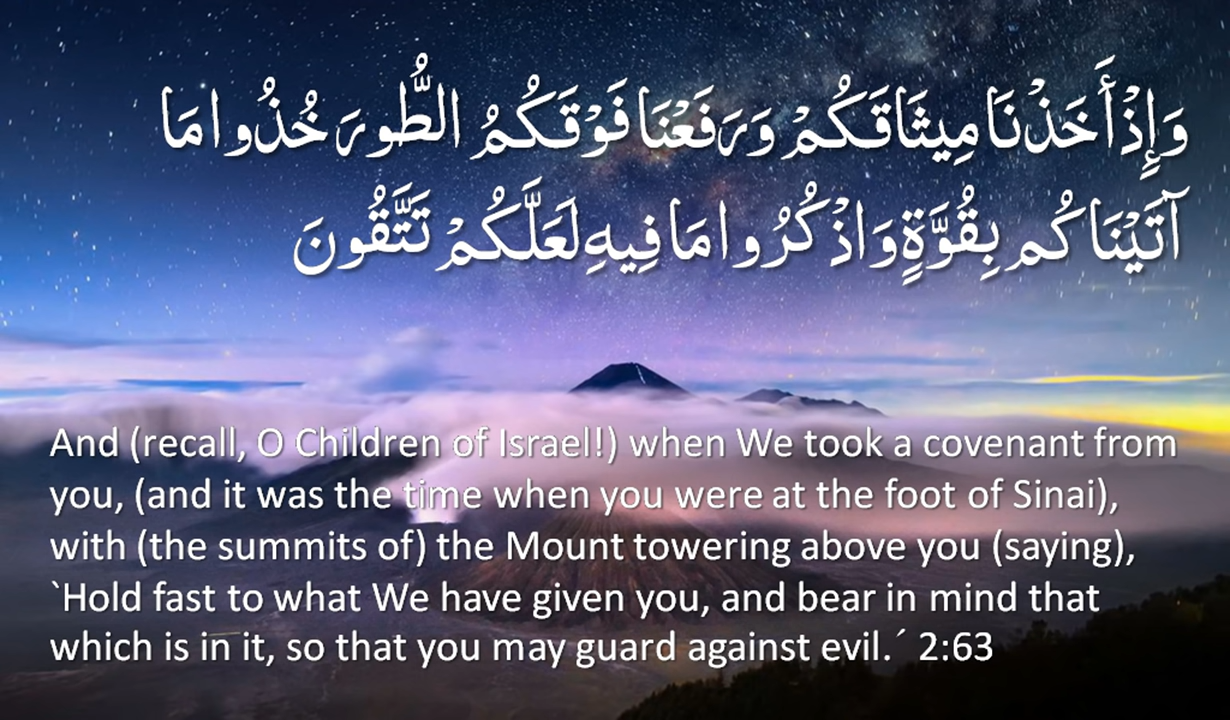 وَإِذْ أَخَذْنَا مِيثَاقَكُمْ وَرَفَعْنَا فَوْقَكُمُ الطُّورَ خُذُوا مَا
آتَيْنَاكُم بِقُوَّةٍ وَاذْكُرُوا مَا فِيهِ لَعَلَّكُمْ تَتَّقُونَ
And (recall, O Children of Israel!) when We took a covenant from
you, (and it was the time when you were at the foot of Sinai),
with (the summits of) the Mount towering above you (saying),
`Hold fast to what We have given you, and bear in mind that
which is in it, so that you may guard against evil.´ 2:63